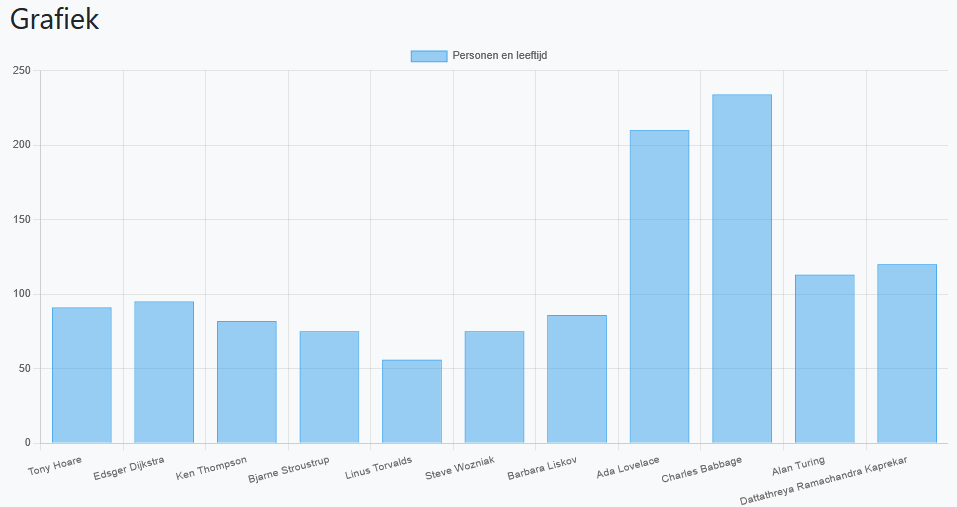 Grafiek
Personen en leeftijd
250
200
150
100
50
0
Tony Hoare
Edsger Dijkstra
Ken Thompson
Bjarne Stroustrup
Linus Torvalds
Steve Wozniak
Barbara Liskov
Ada Lovelace
Charles Babbage
Alan Turing
Dattathreya Ramachandra Kaprekar